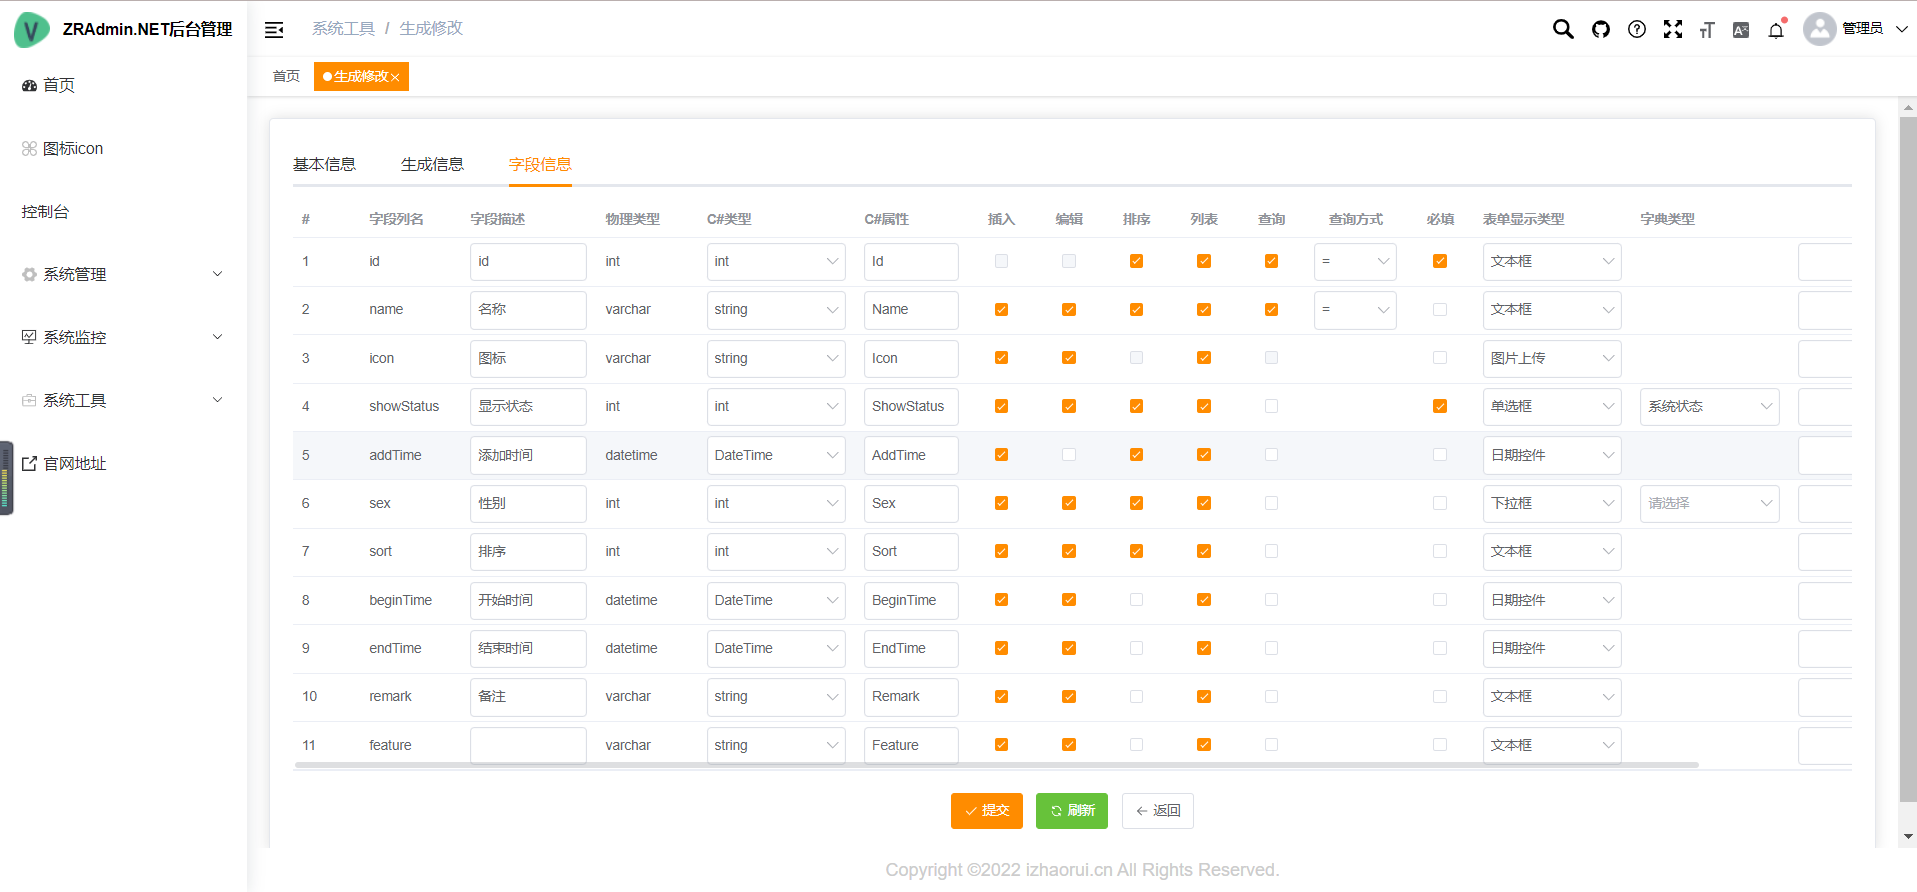 ZRAdmin.NET后台管理
系统工具 / 生成修改
管理员
首页
生成修改
首页
图标icon
控制台
系统管理
系统监控
系统工具
官网地址
基本信息 生成信息 字段信息
# 字段列名 字段描述 物理类型 C#类型 C#属性 插入 编辑 排序 列表 查询 查询方式 必填 表单显示类型 字典类型
1 id id int int Id = 文本框
2 name 名称 varchar string Name = 文本框
3 icon 图标 varchar string Icon 图片上传
4 showStatus 显示状态 int int ShowStatus 单选框 系统状态
5 addTime 添加时间 datetime DateTime AddTime 日期控件
6 sex 性别 int int Sex 下拉框 请选择
7 sort 排序 int int Sort 文本框
8 beginTime 开始时间 datetime DateTime BeginTime 日期控件
9 endTime 结束时间 datetime DateTime EndTime 日期控件
10 remark 备注 varchar string Remark 文本框
11 feature varchar string Feature 文本框
提交 刷新 返回
Copyright ©2022 izhaorui.cn All Rights Reserved.